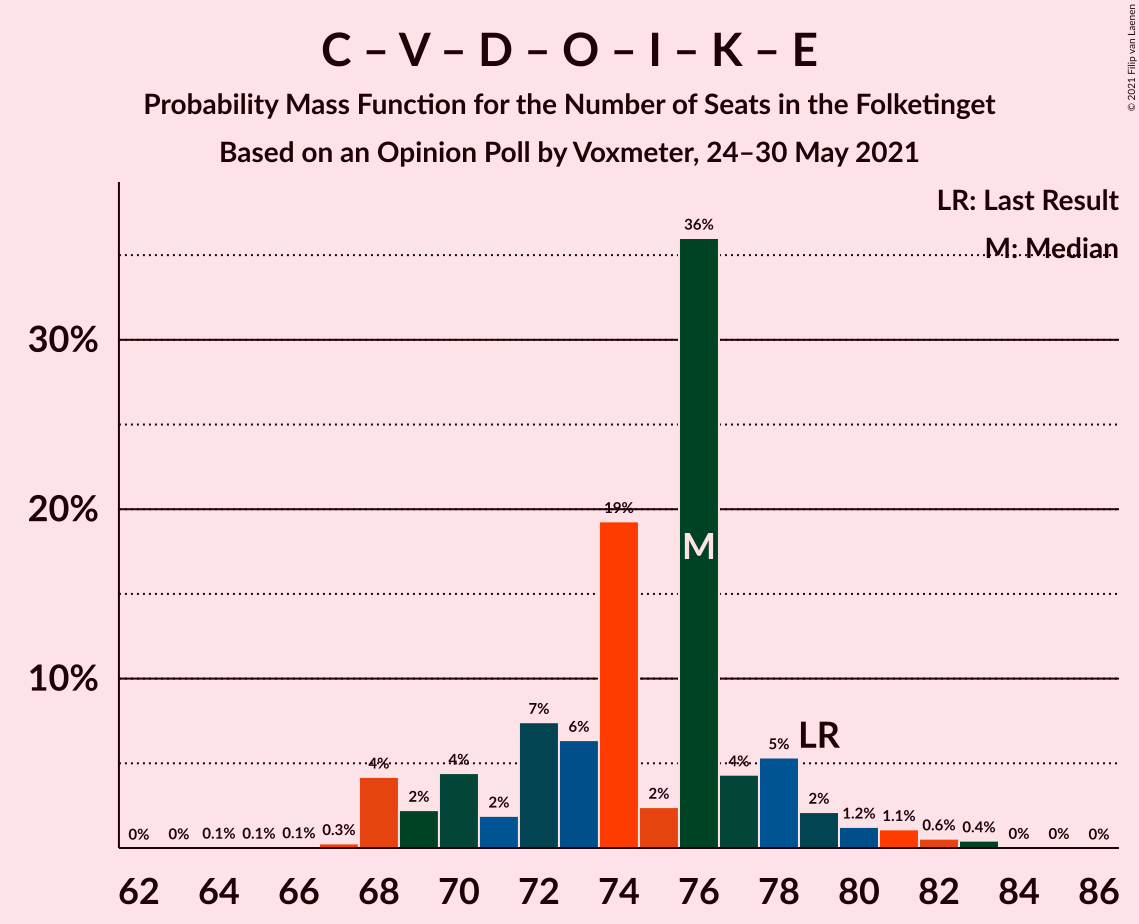 C – V – D – O – I – K – E
Probability Mass Function for the Number of Seats in the Folketinget
Based on an Opinion Poll by Voxmeter, 24–30 May 2021
© 2021 Filip van Laenen
LR: Last Result
M: Median
30%
20%
10%
0% 0% 0.1% 0.1% 0.1% 0.3% 4% 2% 4% 2% 7% 6% 19% 2% 36% 4% 5% 2% 1.2% 1.1% 0.6% 0.4% 0% 0% 0%
M
LR
62 64 66 68 70 72 74 76 78 80 82 84 86